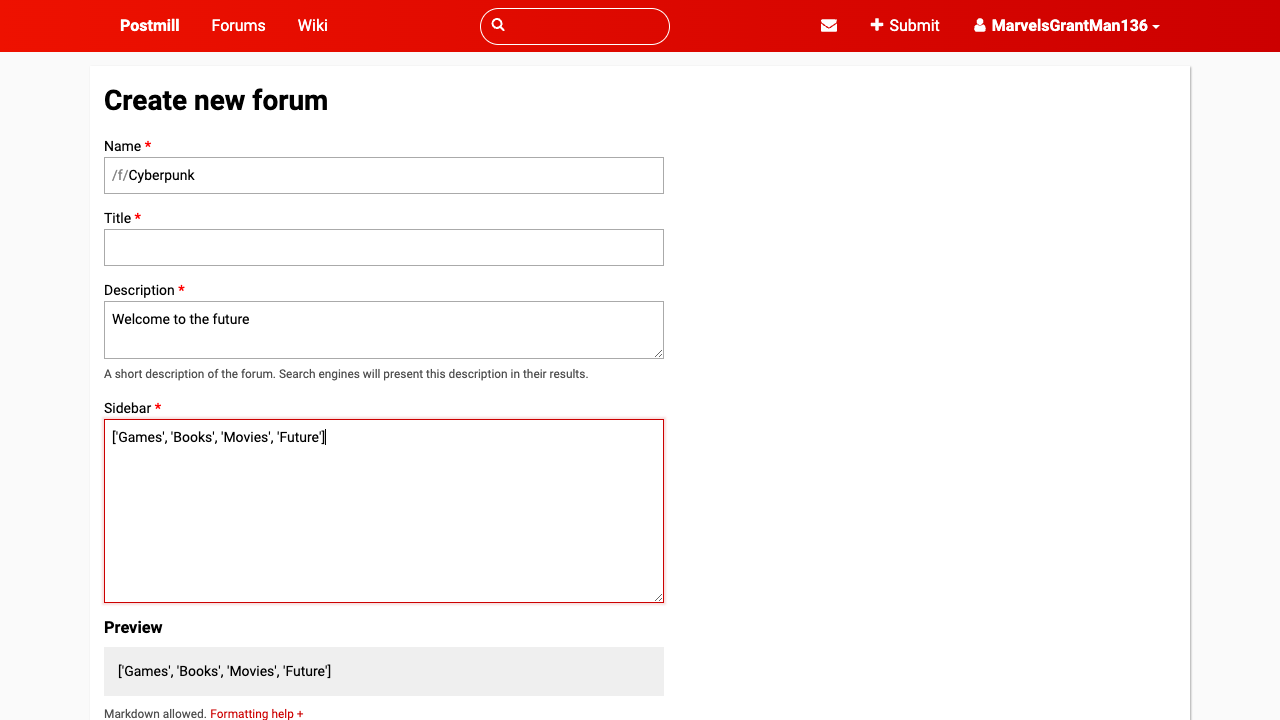 Postmill Forums Wiki Submit MarvelsGrantMan136
Create new forum
Name *
/f/Cyberpunk
Title *
Description *
Welcome to the future
A short description of the forum. Search engines will present this description in their results.
Sidebar *
['Games', 'Books', 'Movies', 'Future']
Preview
['Games', 'Books', 'Movies', 'Future']
Markdown allowed. Formatting help +